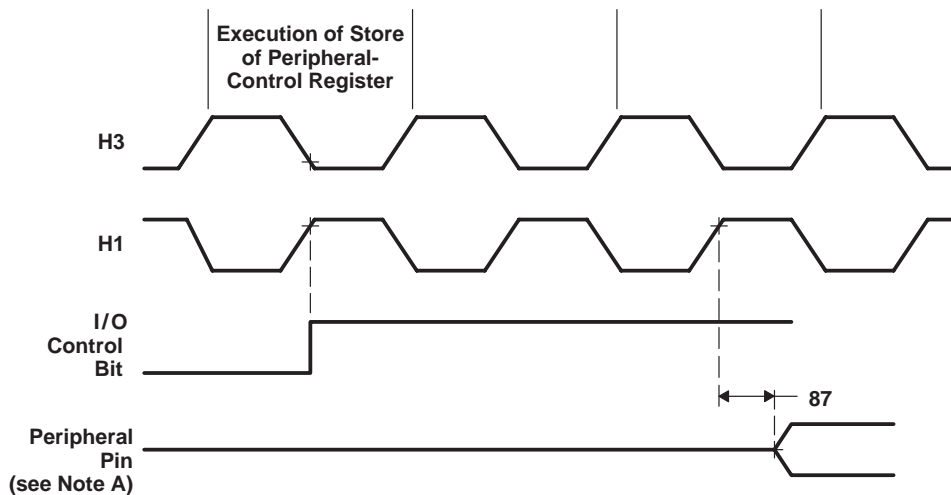 Execution of Store
of Peripheral-
Control Register
H3
H1
I/O
Control
Bit
87
Peripheral
Pin
(see Note A)